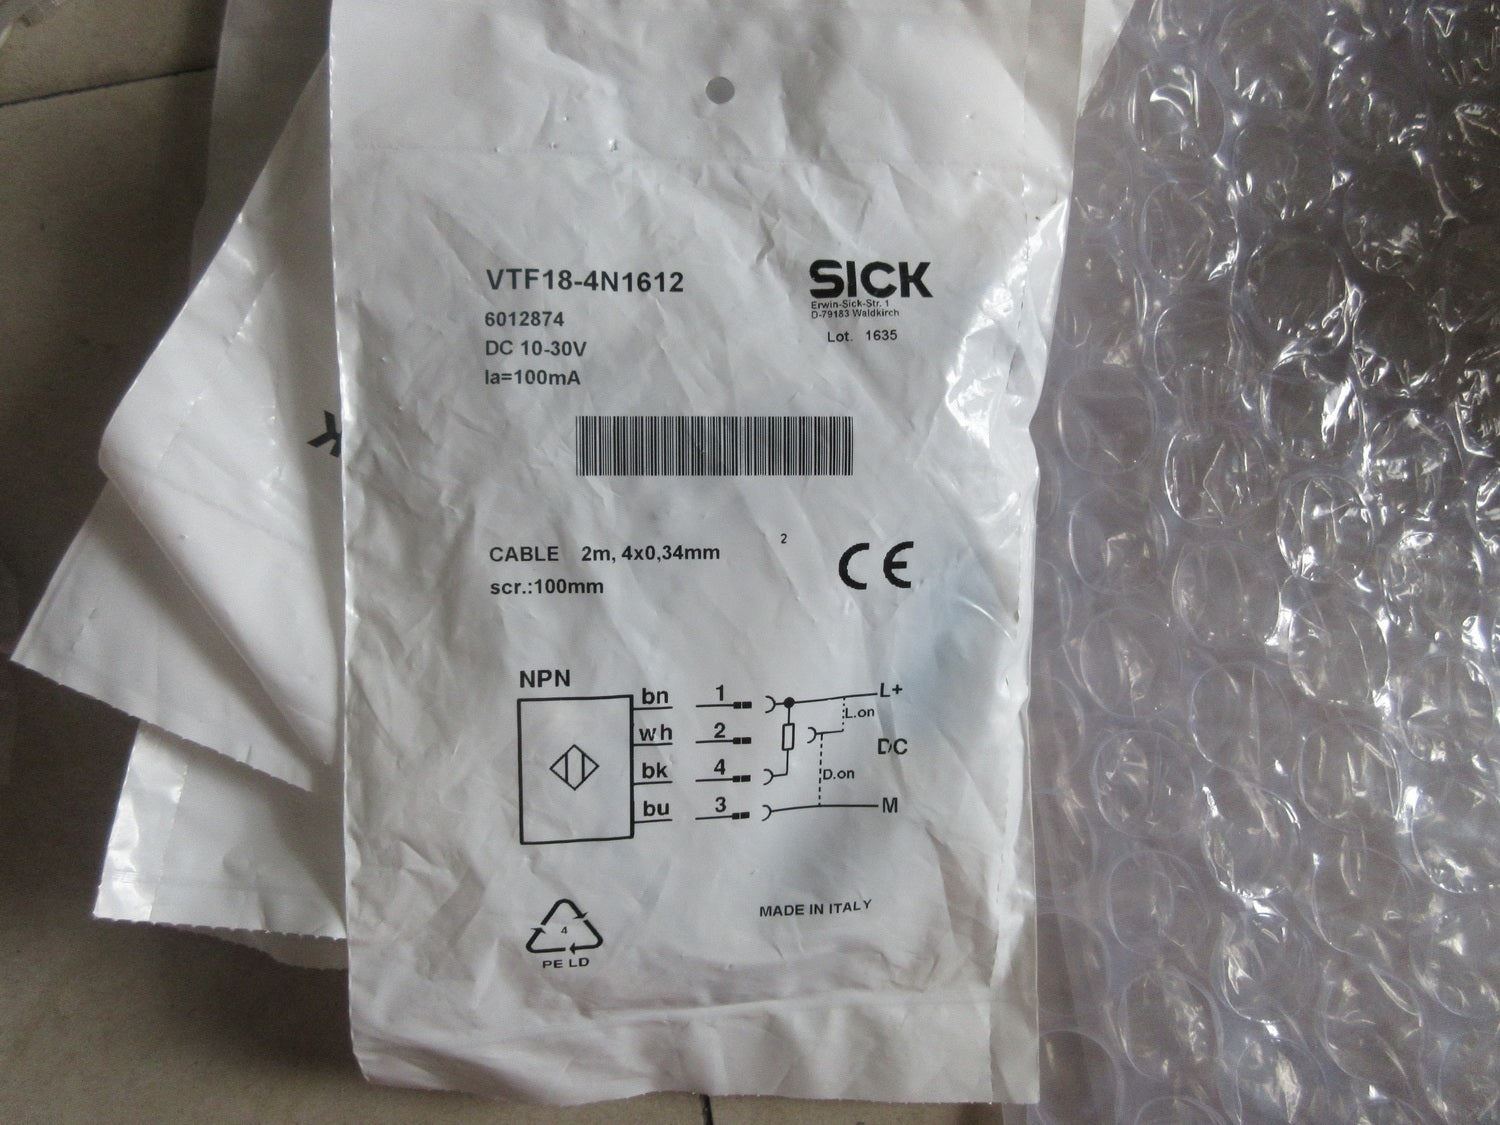 VTF18-4N1612
6012874
DC 10-30V
Ia=100mA
SICK
Erwin-Sick-Str. 1
D-79183 Waldkirch
Lot. 1635
CABLE 2m, 4x0,34mm 2
scr.:100mm
CE
NPN
bn 1 L+
L.on
wh 2
DC
bk 4
D.on
bu 3 M
MADE IN ITALY
4
PE LD
K